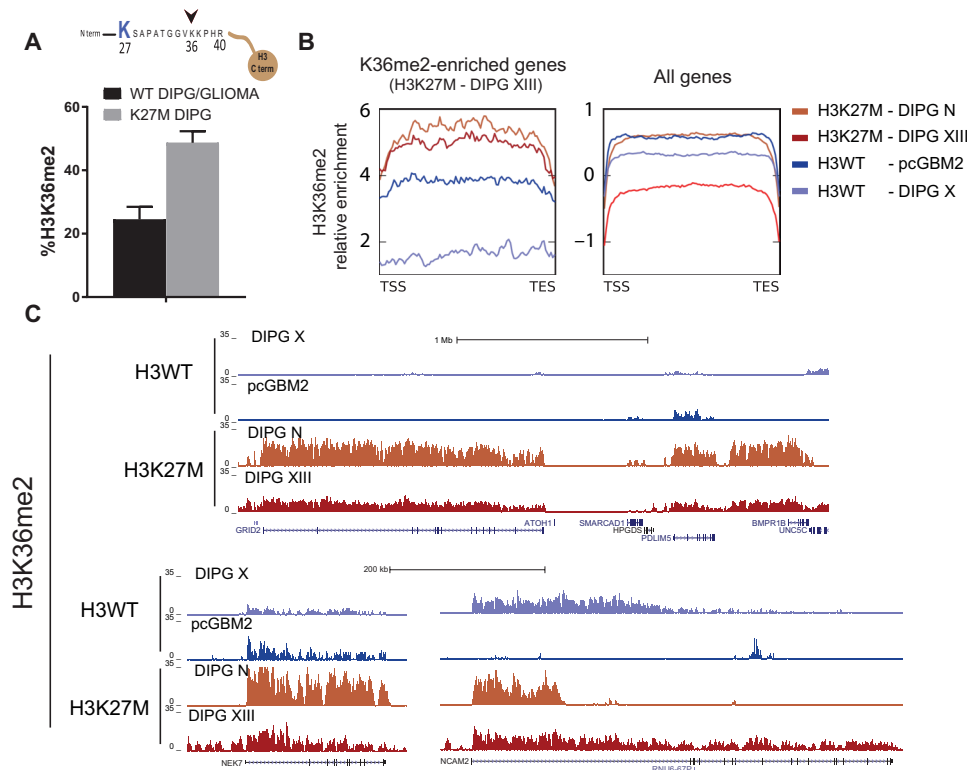 A
N term
K SAPATGGVKKPHR
27 36 40
H3
C term
WT DIPG/GLIOMA
K27M DIPG
%H3K36me2
60
40
20
0
B
K36me2-enriched genes
(H3K27M - DIPG XIII)
All genes
H3K36me2
relative enrichment
6
4
2
TSS TES
1
0
−1
TSS TES
H3K27M - DIPG N
H3K27M - DIPG XIII
H3WT - pcGBM2
H3WT - DIPG X
C
H3K36me2
H3WT
H3K27M
35
DIPG X
1 Mb
0
35
pcGBM2
0
35
DIPG N
0
35
DIPG XIII
0
GRID2
ATOH1
SMARCAD1
HPGDS
PDLIM5
BMPR1B
UNC5C
H3WT
H3K27M
35
DIPG X
200 kb
0
35
pcGBM2
0
35
DIPG N
0
35
DIPG XIII
0
NEK7
NCAM2